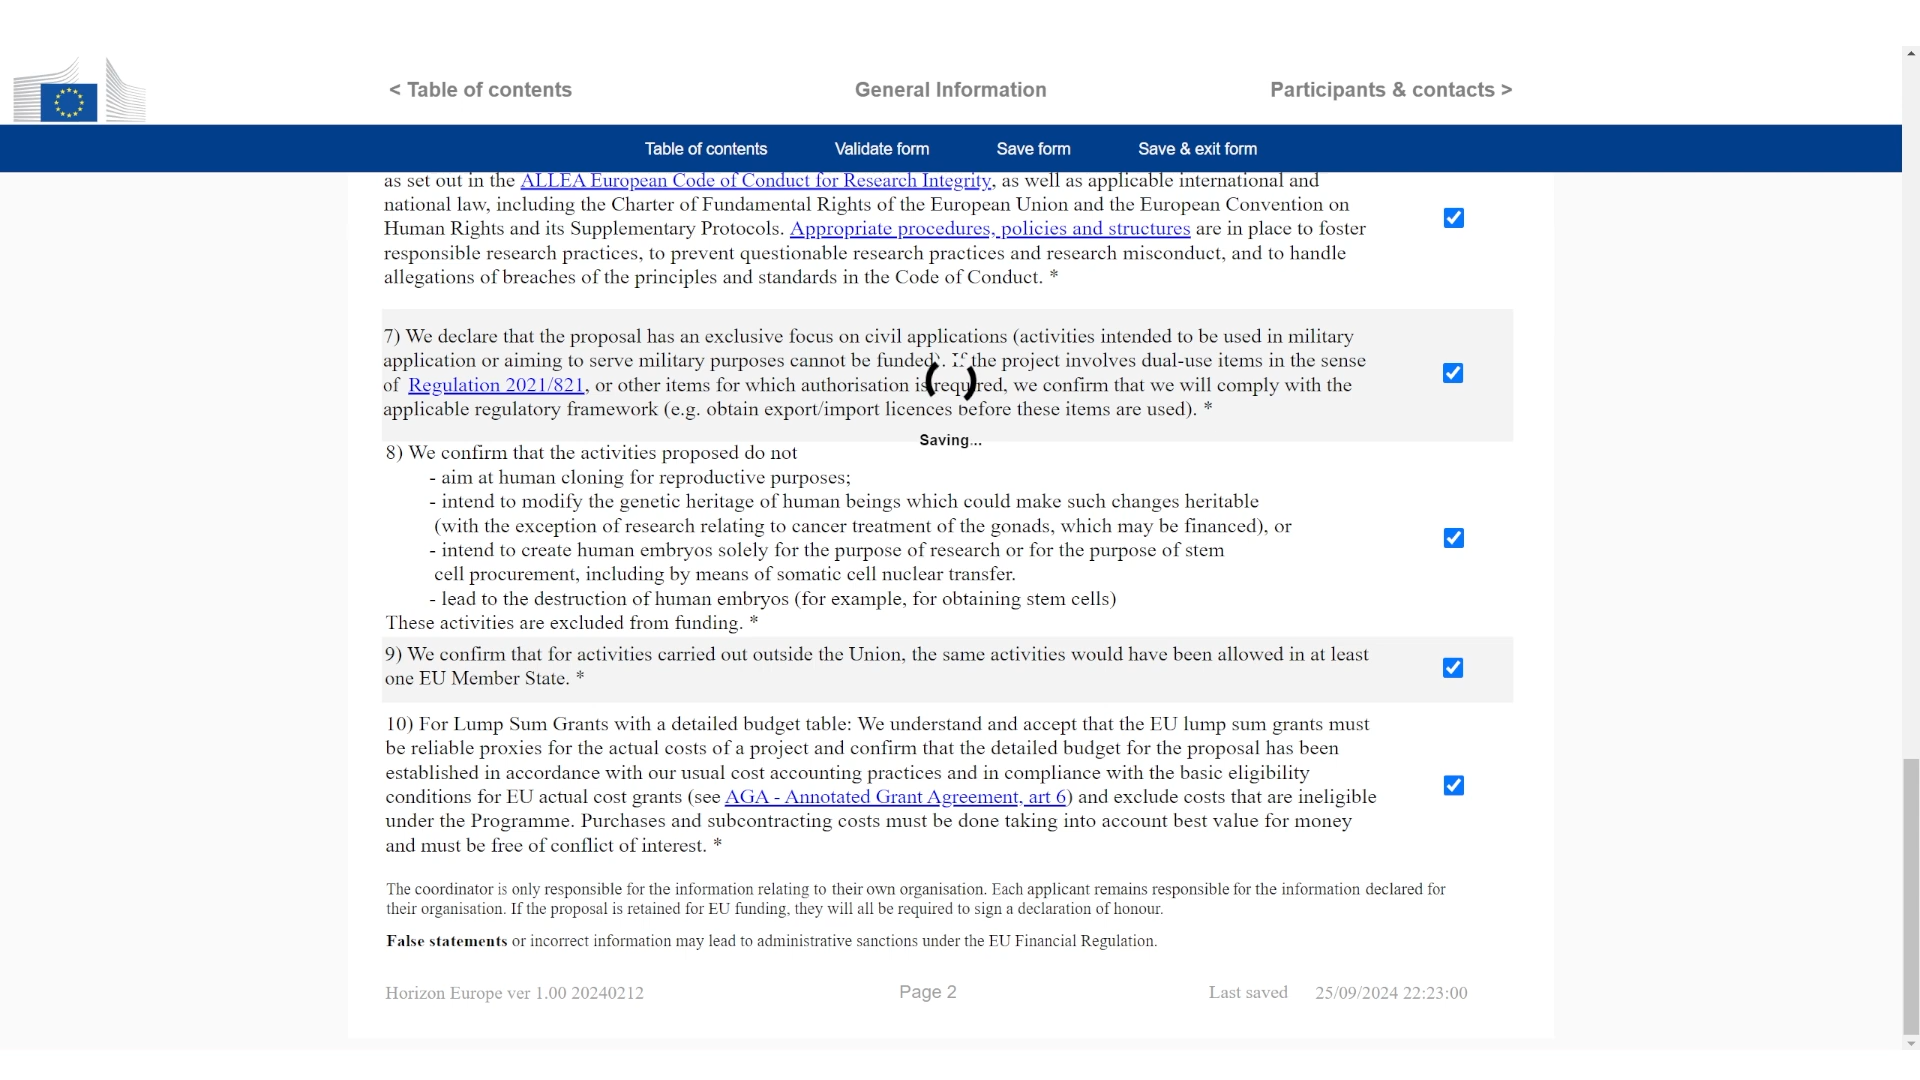 < Table of contents
General Information
Participants & contacts >
Table of contents
Validate form
Save form
Save & exit form
as set out in the ALLEA European Code of Conduct for Research Integrity, as well as applicable international and
national law, including the Charter of Fundamental Rights of the European Union and the European Convention on
Human Rights and its Supplementary Protocols. Appropriate procedures, policies and structures are in place to foster
responsible research practices, to prevent questionable research practices and research misconduct, and to handle
allegations of breaches of the principles and standards in the Code of Conduct. *
7) We declare that the proposal has an exclusive focus on civil applications (activities intended to be used in military
application or aiming to serve military purposes cannot be funded). If the project involves dual-use items in the sense
of Regulation 2021/821, or other items for which authorisation is required, we confirm that we will comply with the
applicable regulatory framework (e.g. obtain export/import licences before these items are used). *
Saving...
8) We confirm that the activities proposed do not
- aim at human cloning for reproductive purposes;
- intend to modify the genetic heritage of human beings which could make such changes heritable
(with the exception of research relating to cancer treatment of the gonads, which may be financed), or
- intend to create human embryos solely for the purpose of research or for the purpose of stem
cell procurement, including by means of somatic cell nuclear transfer.
- lead to the destruction of human embryos (for example, for obtaining stem cells)
These activities are excluded from funding. *
9) We confirm that for activities carried out outside the Union, the same activities would have been allowed in at least
one EU Member State. *
10) For Lump Sum Grants with a detailed budget table: We understand and accept that the EU lump sum grants must
be reliable proxies for the actual costs of a project and confirm that the detailed budget for the proposal has been
established in accordance with our usual cost accounting practices and in compliance with the basic eligibility
conditions for EU actual cost grants (see AGA - Annotated Grant Agreement, art 6) and exclude costs that are ineligible
under the Programme. Purchases and subcontracting costs must be done taking into account best value for money
and must be free of conflict of interest. *
The coordinator is only responsible for the information relating to their own organisation. Each applicant remains responsible for the information declared for
their organisation. If the proposal is retained for EU funding, they will all be required to sign a declaration of honour.
False statements or incorrect information may lead to administrative sanctions under the EU Financial Regulation.
Horizon Europe ver 1.00 20240212
Page 2
Last saved 25/09/2024 22:23:00